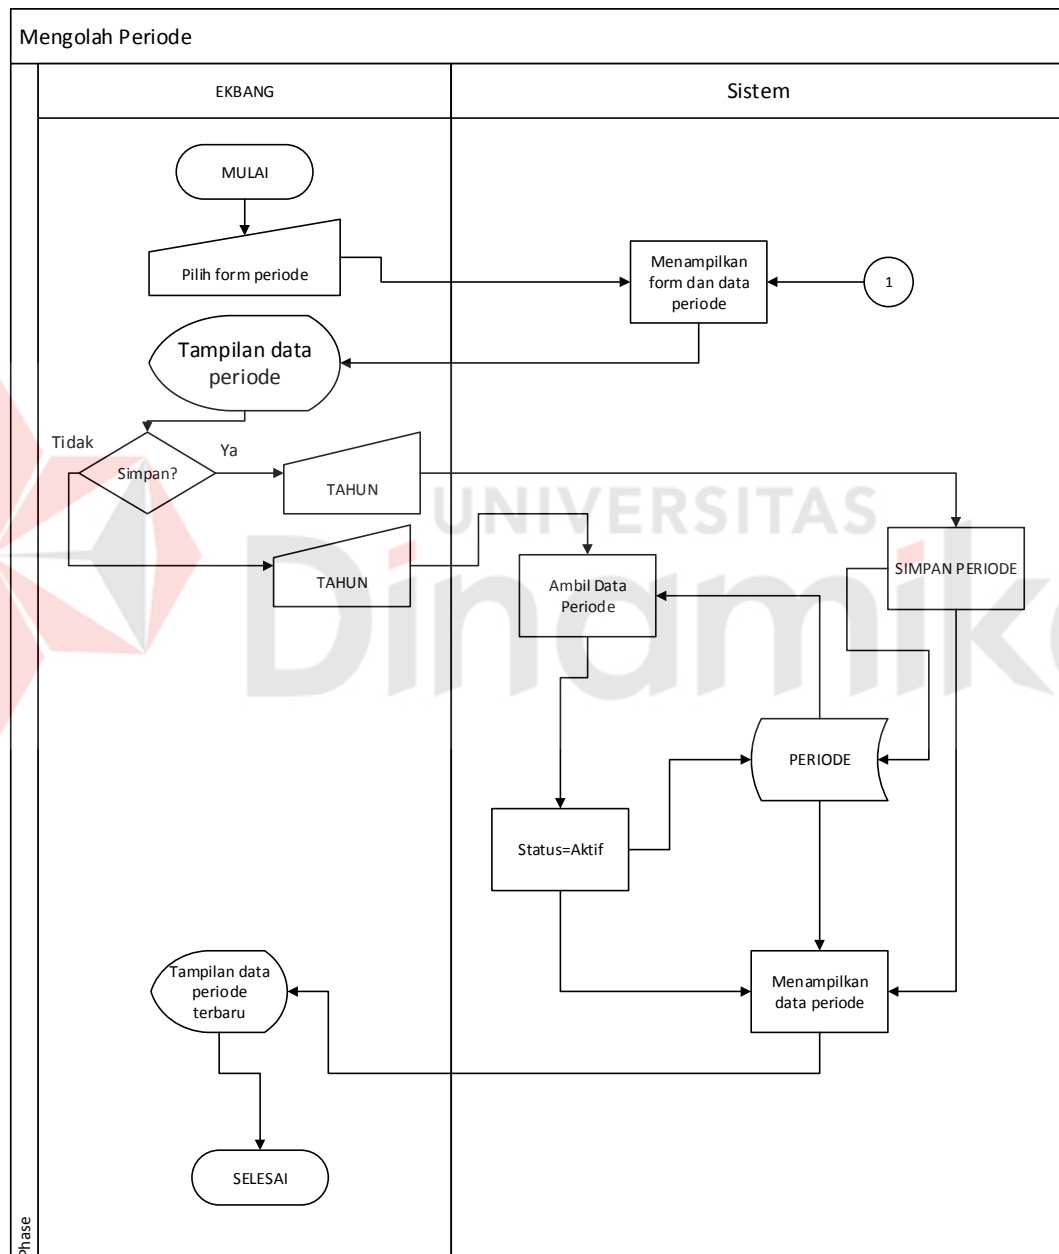 Mengolah Periode
EKBANG
Sistem
MULAI
Pilih form periode
Menampilkan
form dan data
periode
1
Tampilan data
periode
Tidak
Ya
Simpan?
TAHUN
UNIVERSITAS
Dinamika
TAHUN
Ambil Data
Periode
SIMPAN PERIODE
PERIODE
Status=Aktif
Tampilan data
periode
terbaru
Menampilkan
data periode
SELESAI
Phase